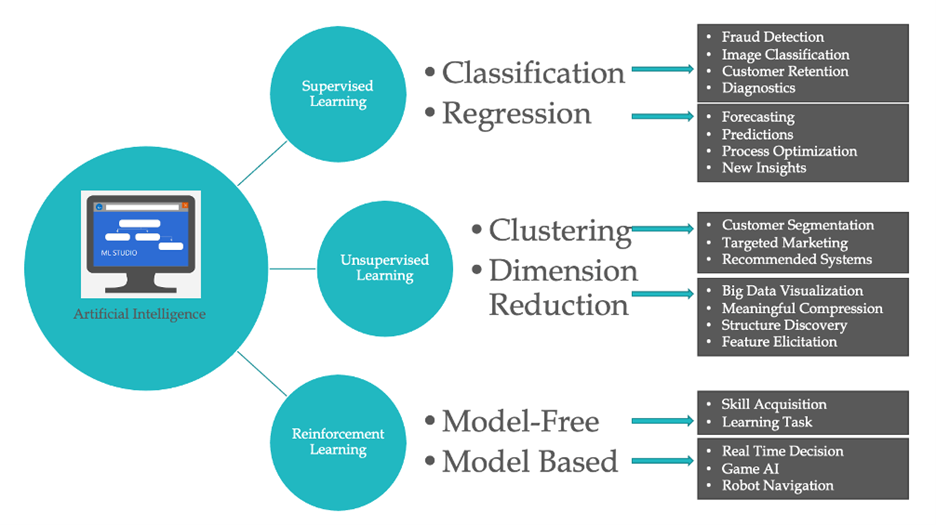 ML STUDIO
Artificial Intelligence
Supervised
Learning
• Classification
• Fraud Detection
• Image Classification
• Customer Retention
• Diagnostics
• Regression
• Forecasting
• Predictions
• Process Optimization
• New Insights
Unsupervised
Learning
• Clustering
• Customer Segmentation
• Targeted Marketing
• Recommended Systems
• Dimension
Reduction
• Big Data Visualization
• Meaningful Compression
• Structure Discovery
• Feature Elicitation
Reinforcement
Learning
• Model-Free
• Skill Acquisition
• Learning Task
• Model Based
• Real Time Decision
• Game AI
• Robot Navigation